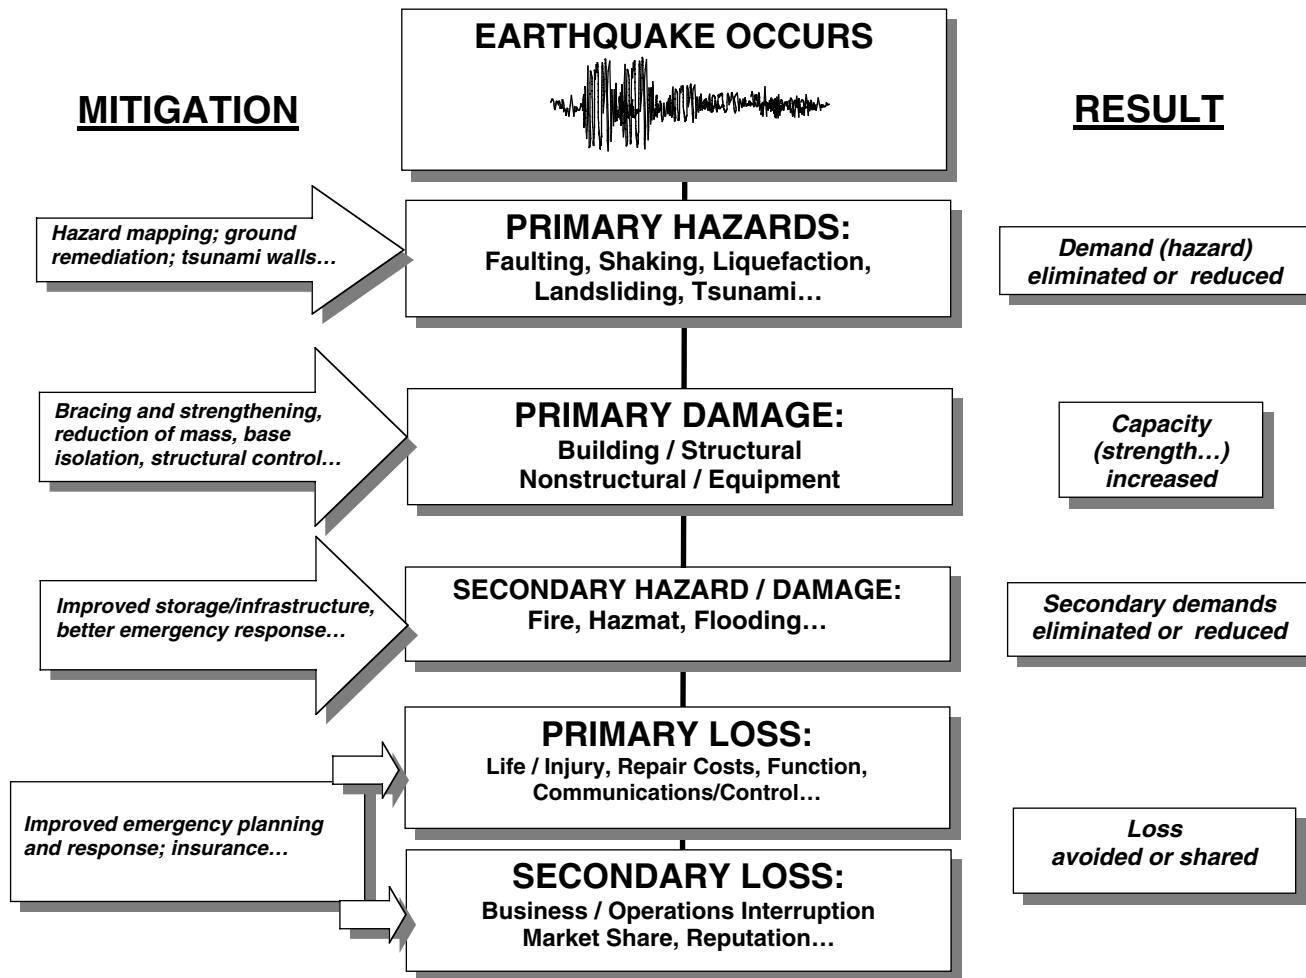 EARTHQUAKE OCCURS
MITIGATION
RESULT
Hazard mapping; ground
remediation; tsunami walls…
PRIMARY HAZARDS:
Faulting, Shaking, Liquefaction,
Landsliding, Tsunami…
Demand (hazard)
eliminated or reduced
Bracing and strengthening,
reduction of mass, base
isolation, structural control…
PRIMARY DAMAGE:
Building / Structural
Nonstructural / Equipment
Capacity
(strength…)
increased
Improved storage/infrastructure,
better emergency response…
SECONDARY HAZARD / DAMAGE:
Fire, Hazmat, Flooding…
Secondary demands
eliminated or reduced
Improved emergency planning
and response; insurance…
PRIMARY LOSS:
Life / Injury, Repair Costs, Function,
Communications/Control…
SECONDARY LOSS:
Business / Operations Interruption
Market Share, Reputation…
Loss
avoided or shared